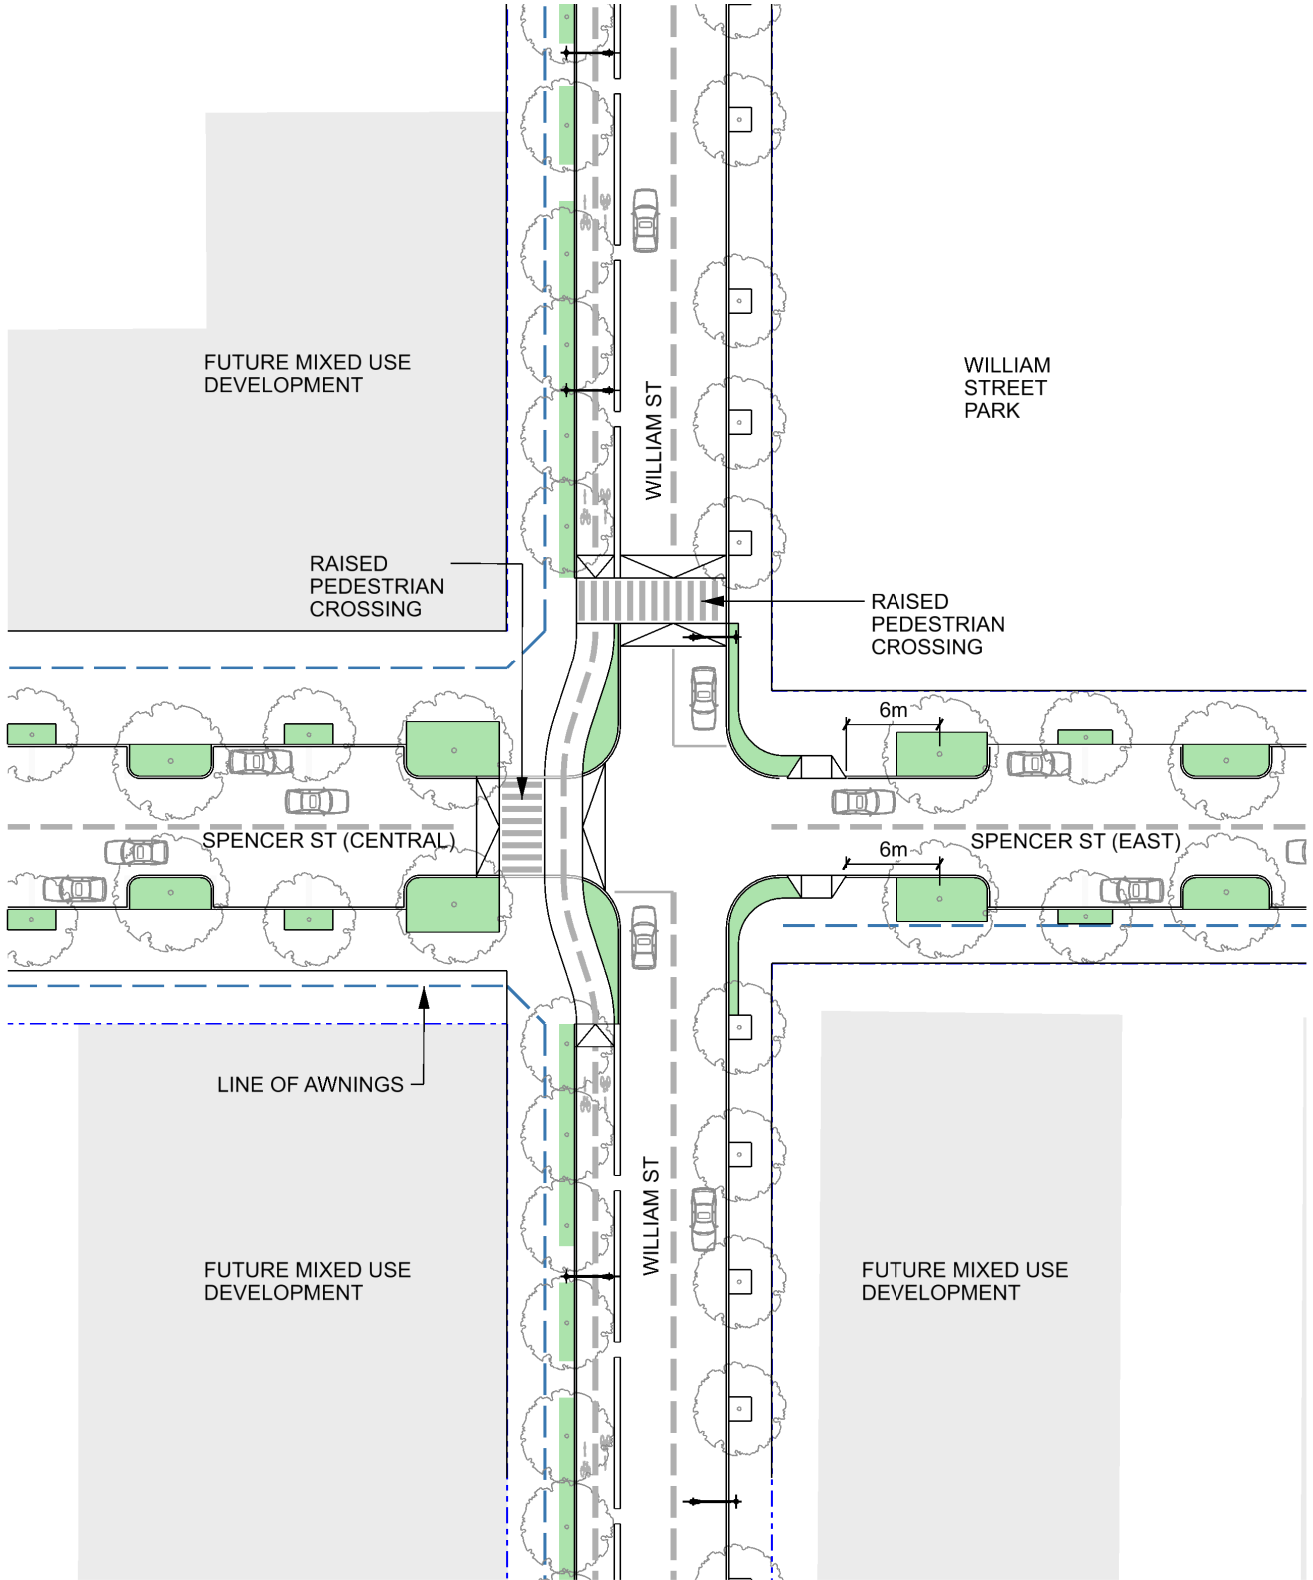 FUTURE MIXED USE
DEVELOPMENT
WILLIAM ST
WILLIAM
STREET
PARK
RAISED
PEDESTRIAN
CROSSING
RAISED
PEDESTRIAN
CROSSING
6m
SPENCER ST (CENTRAL)
6m
SPENCER ST (EAST)
LINE OF AWNINGS
WILLIAM ST
FUTURE MIXED USE
DEVELOPMENT
FUTURE MIXED USE
DEVELOPMENT